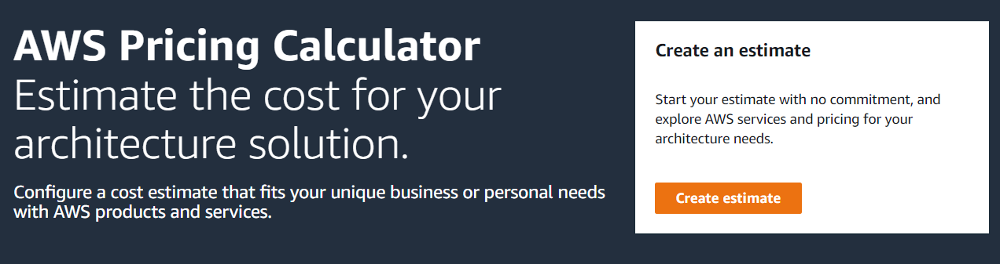 AWS Pricing Calculator
Estimate the cost for your
architecture solution.
Configure a cost estimate that fits your unique business or personal needs
with AWS products and services.
Create an estimate
Start your estimate with no commitment, and
explore AWS services and pricing for your
architecture needs.
Create estimate